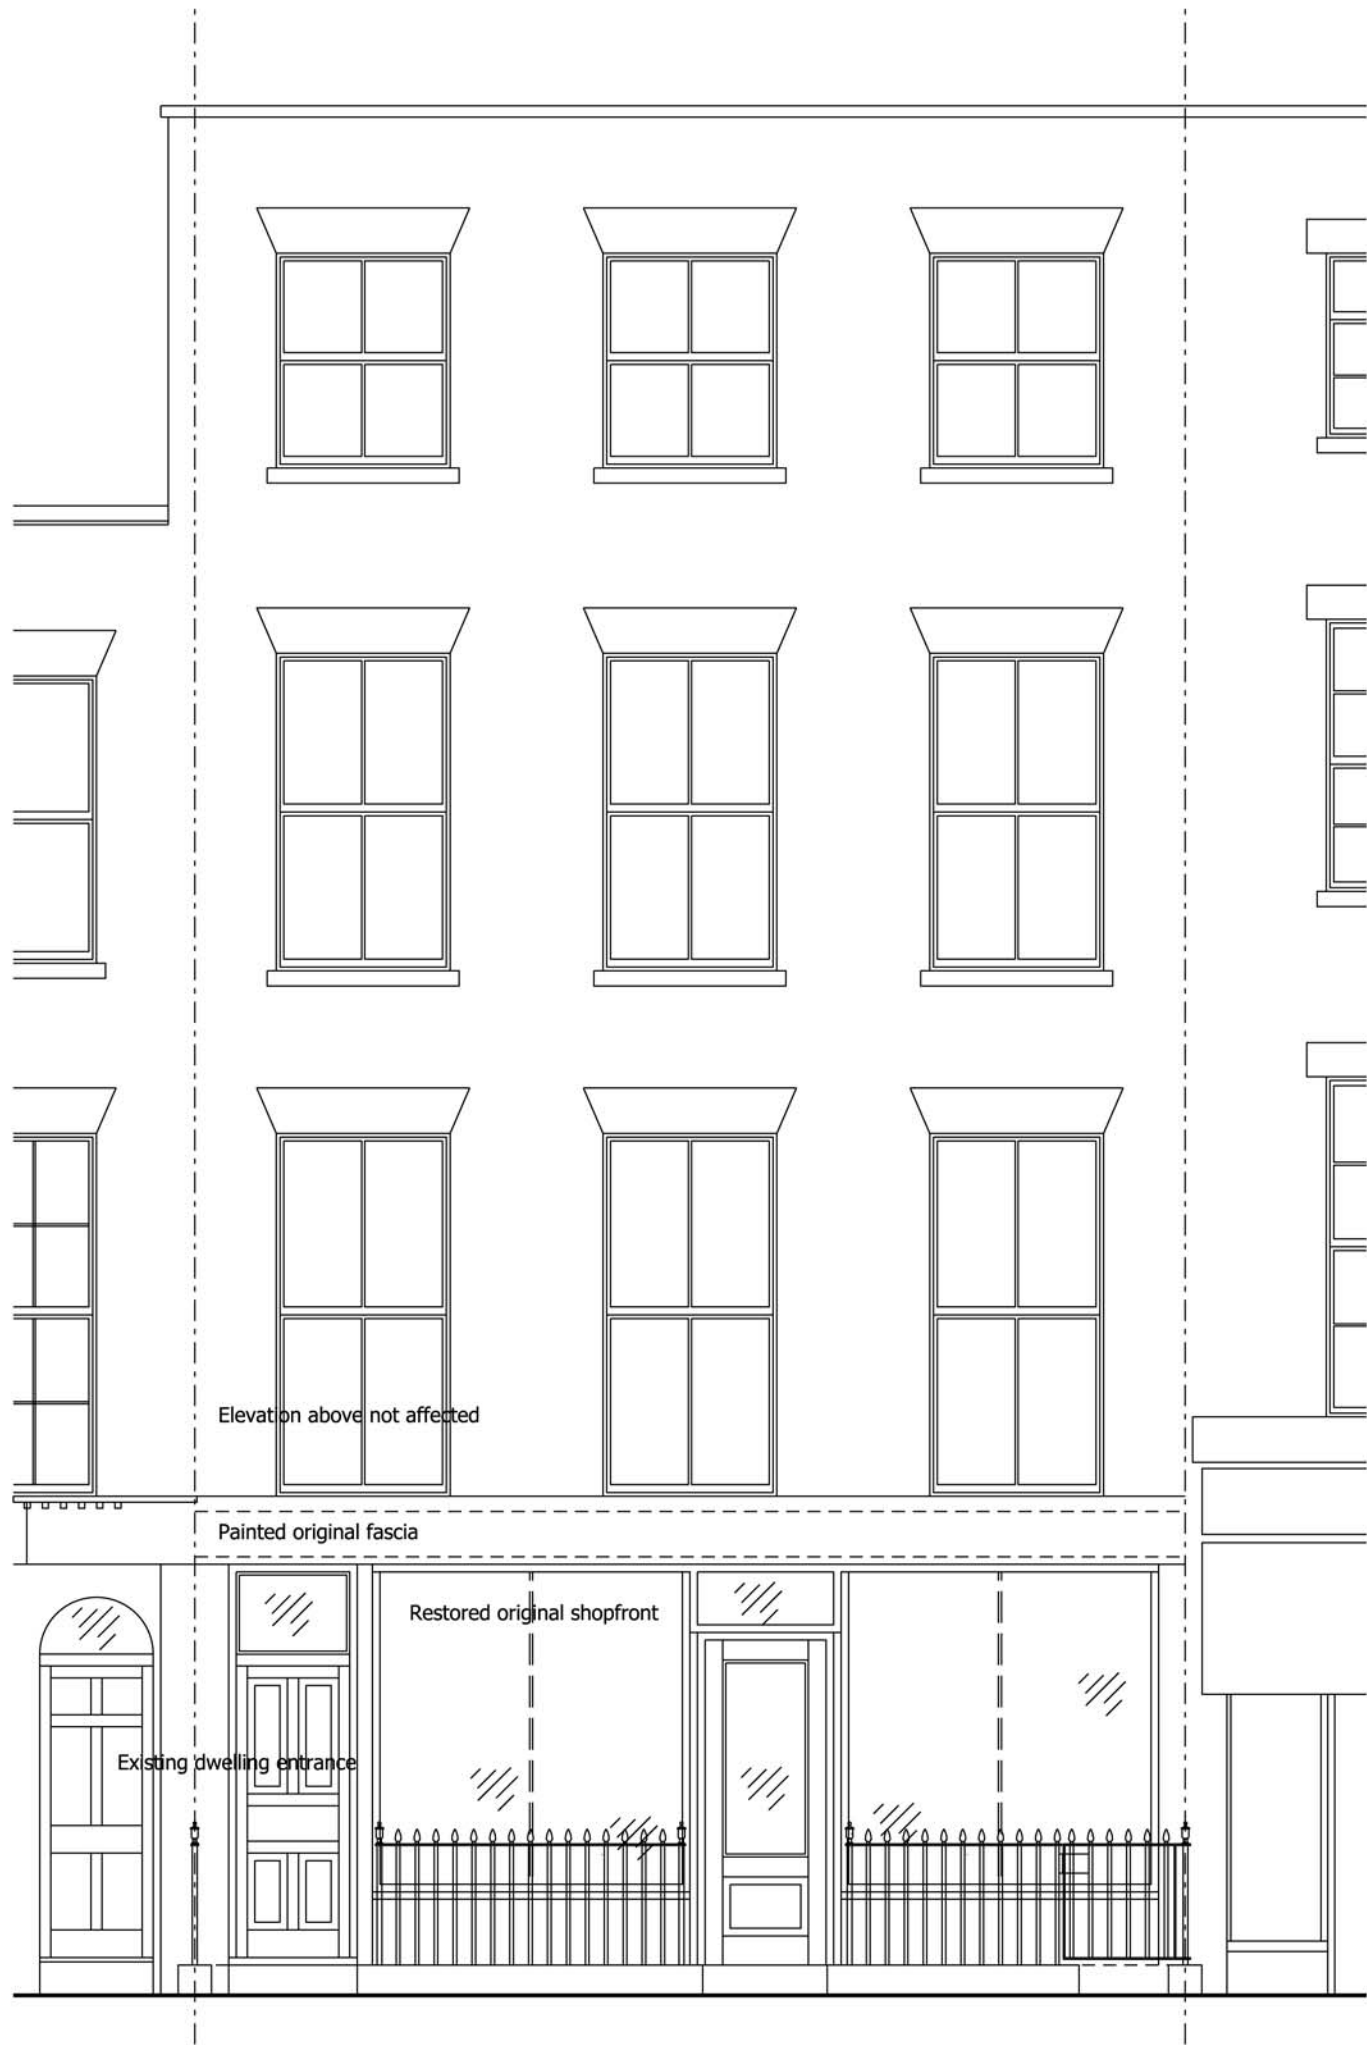 Elevation above not affected
Painted original fascia
Restored original shopfront
Existing dwelling entrance